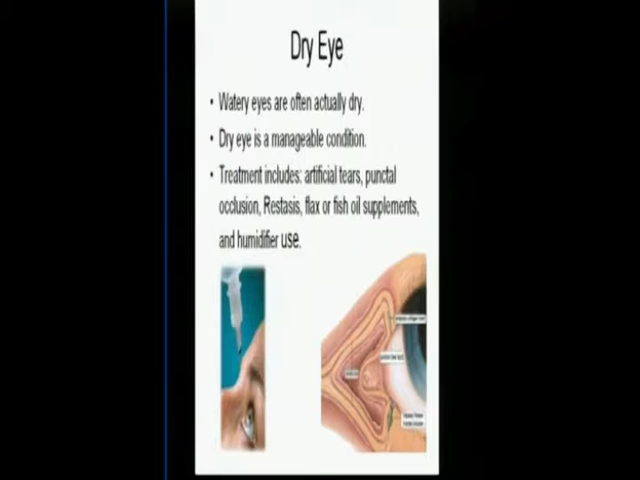 Dry Eye
• Watery eyes are often actually dry.
• Dry eye is a manageable condition.
• Treatment includes: artificial tears, punctal
occlusion, Restasis, flax or fish oil supplements,
and humidifier use.